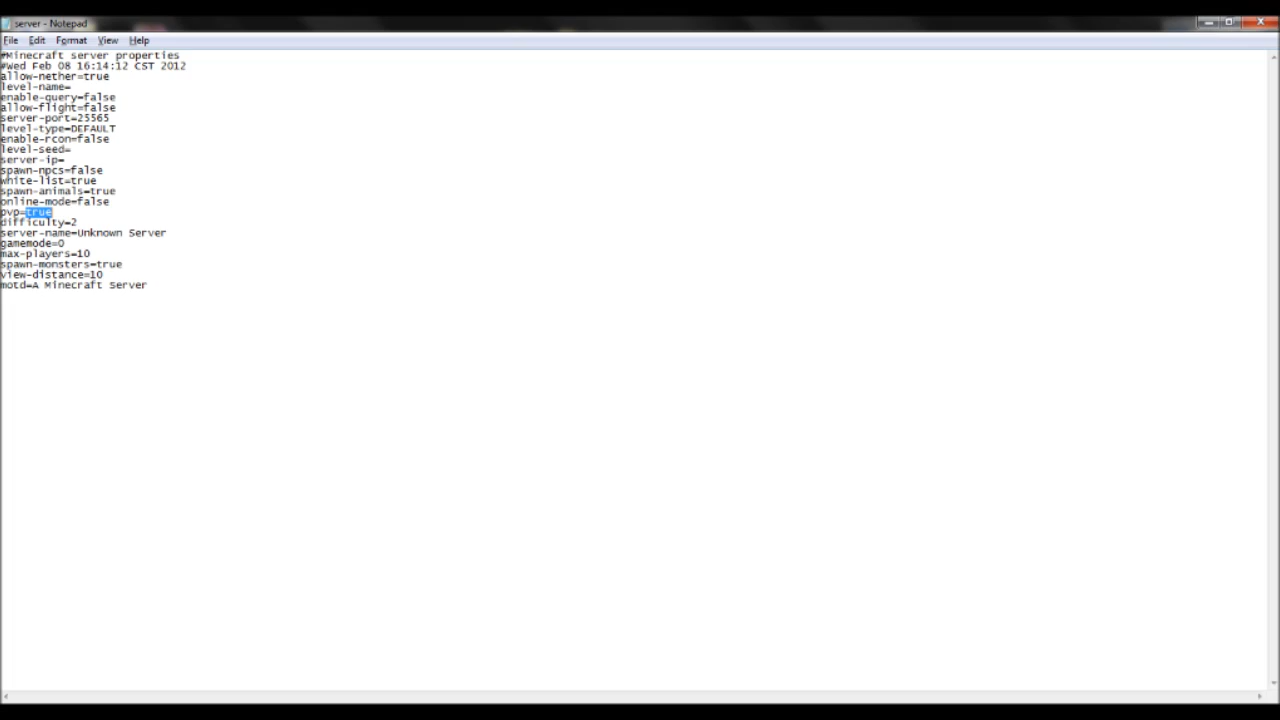 server - Notepad
File Edit Format View Help
#Minecraft server properties
#Wed Feb 08 16:14:12 CST 2012
allow-nether=true
level-name=
enable-query=false
allow-flight=false
server-port=25565
level-type=DEFAULT
enable-rcon=false
level-seed=
server-ip=
spawn-npcs=false
white-list=true
spawn-animals=true
online-mode=false
pvp=true
difficulty=2
server-name=Unknown Server
gamemode=0
max-players=10
spawn-monsters=true
view-distance=10
motd=A Minecraft Server